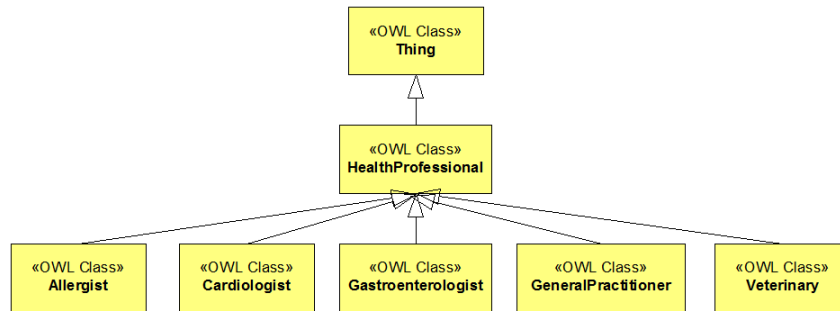 «OWL Class»
Thing
«OWL Class»
HealthProfessional
«OWL Class»
Allergist
«OWL Class»
Cardiologist
«OWL Class»
Gastroenterologist
«OWL Class»
GeneralPractitioner
«OWL Class»
Veterinary